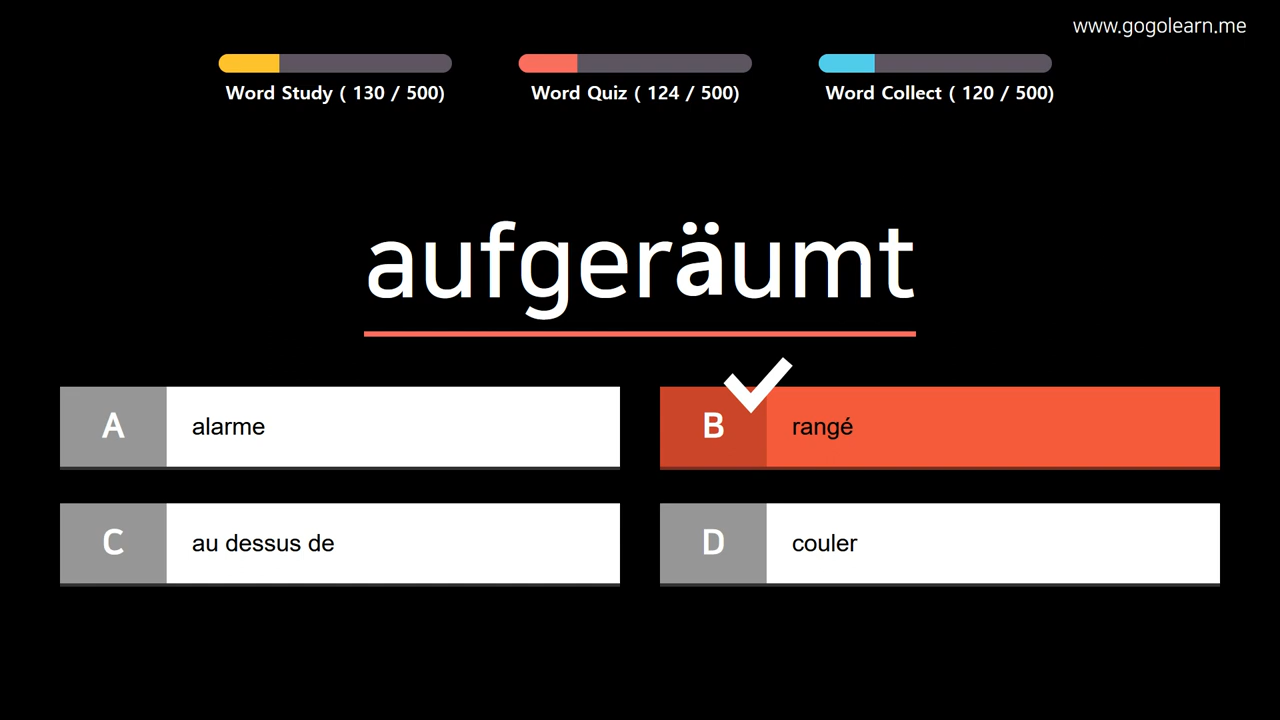 www.gogolearn.me
Word Study ( 130 / 500)
Word Quiz ( 124 / 500)
Word Collect ( 120 / 500)
aufgeräumt
A alarme
B rangé
C au dessus de
D couler